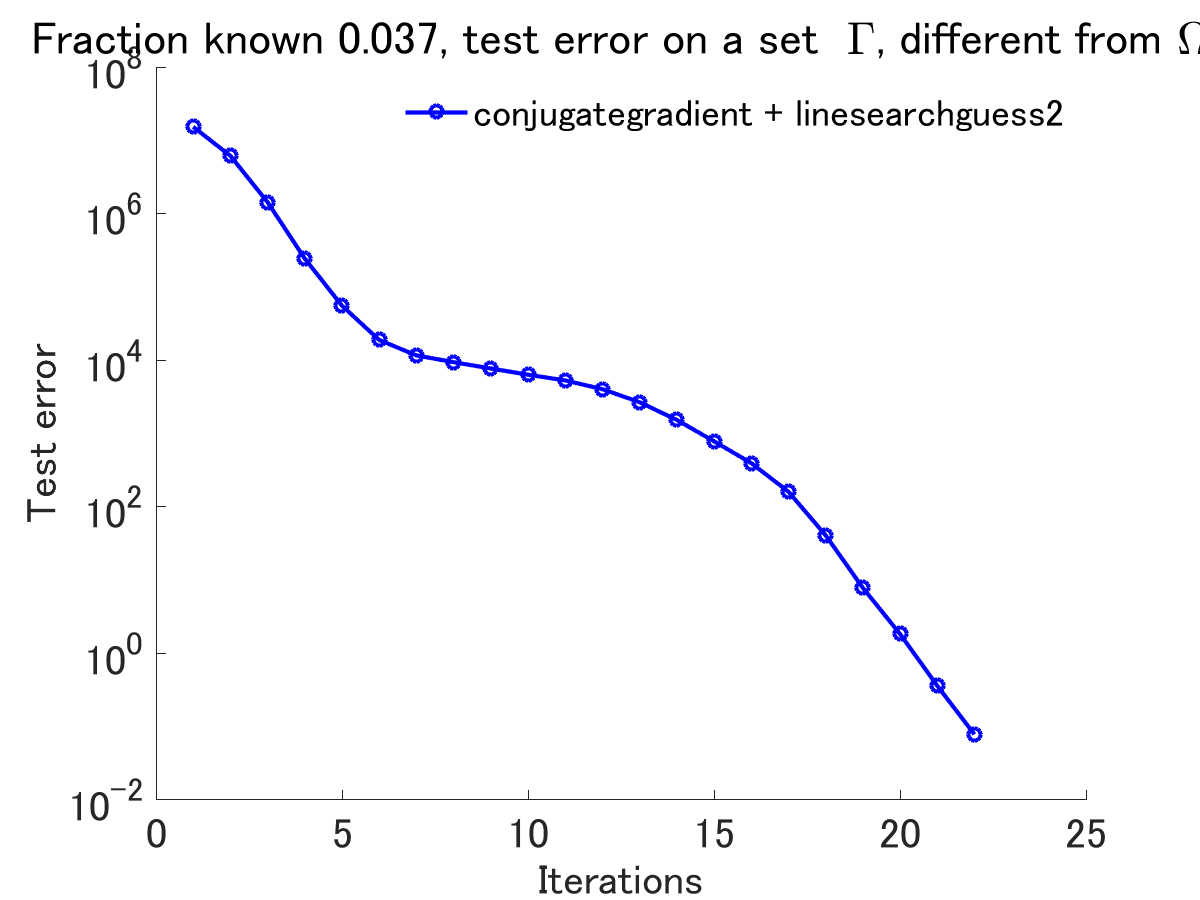 Fraction known 0.037, test error on a set Γ, different from Ω
conjugategradient + linesearchguess2
10^8
10^6
10^4
10^2
10^0
10^−2
Test error
0 5 10 15 20 25
Iterations